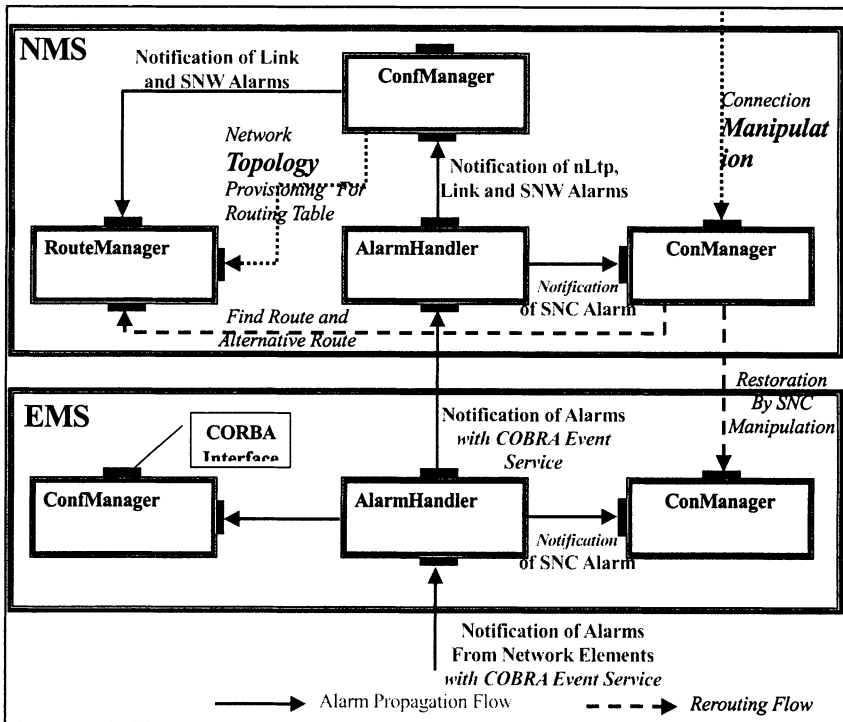 NMS
Notification of Link
and SNW Alarms
ConfManager
Connection
Manipulat
ion
Network
Topology
Provisioning For
Routing Table
Notification of nLtp,
Link and SNW Alarms
RouteManager
AlarmHandler
ConManager
Notification
of SNC Alarm
Find Route and
Alternative Route
EMS
CORBA
Interface
Notification of Alarms
with COBRA Event
Service
Restoration
By SNC
Manipulation
ConfManager
AlarmHandler
ConManager
Notification
of SNC Alarm
Notification of Alarms
From Network Elements
with COBRA Event Service
Alarm Propagation Flow
Rerouting Flow